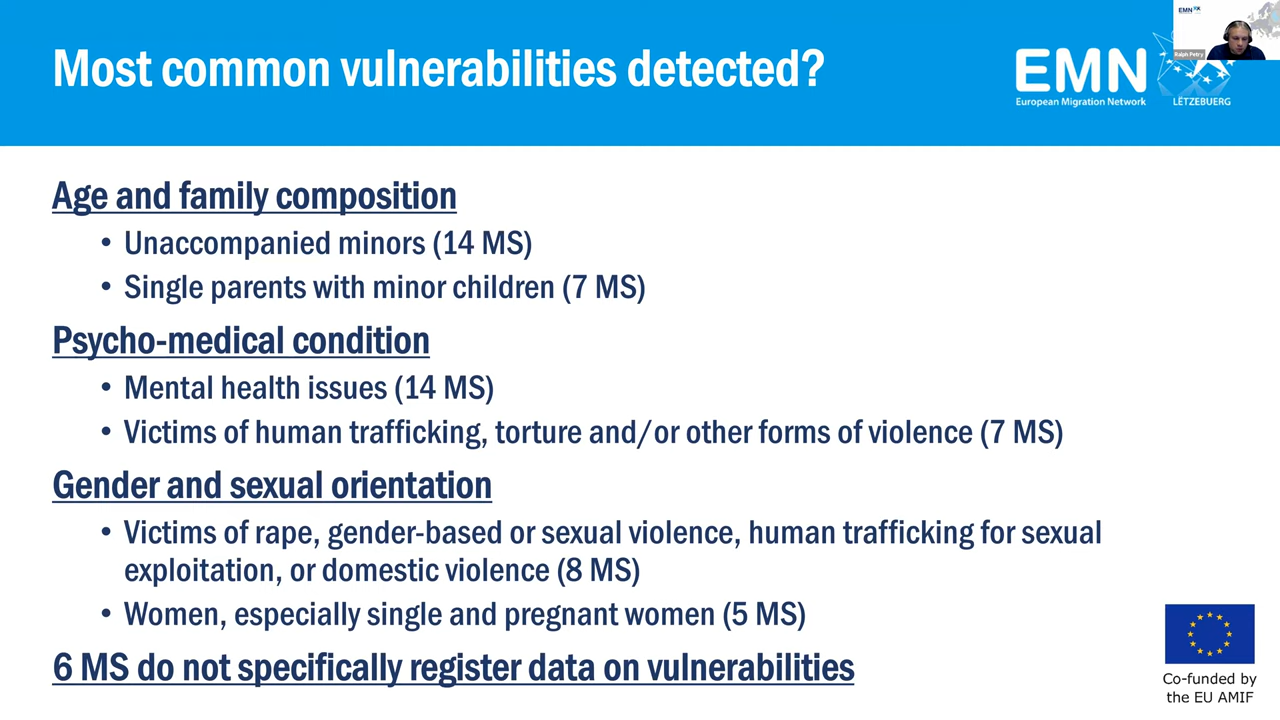 Most common vulnerabilities detected?
EMN
European Migration Network
LËTZEBUERG
EMN
Ralph Petry
Age and family composition
• Unaccompanied minors (14 MS)
• Single parents with minor children (7 MS)
Psycho-medical condition
• Mental health issues (14 MS)
• Victims of human trafficking, torture and/or other forms of violence (7 MS)
Gender and sexual orientation
• Victims of rape, gender-based or sexual violence, human trafficking for sexual
exploitation, or domestic violence (8 MS)
• Women, especially single and pregnant women (5 MS)
6 MS do not specifically register data on vulnerabilities
Co-funded by
the EU AMIF